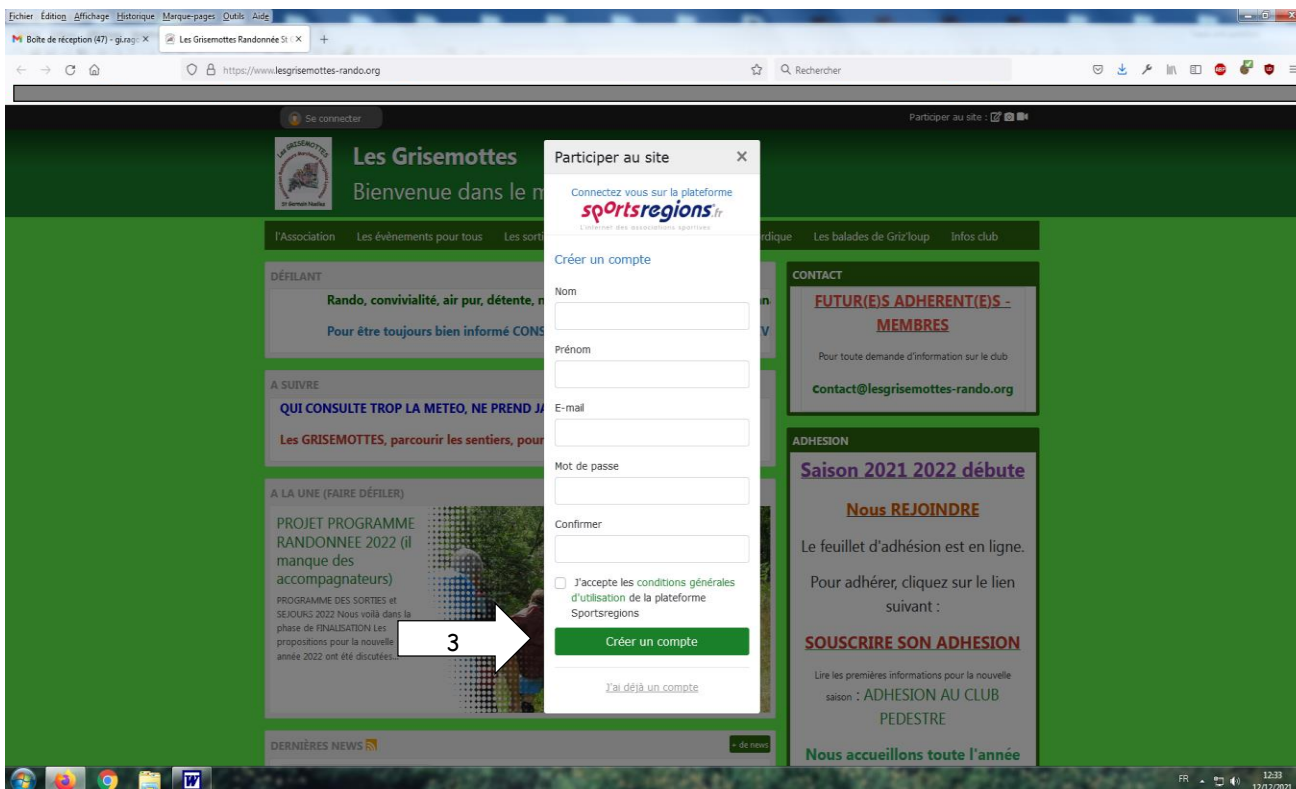 Fichier Édition Affichage Historique Marque-pages Outils Aide
Boîte de réception (47) - gi.rag
Les Grisemottes Randonnée St
https://www.lesgrisemottes-rando.org
Rechercher
Se connecter
Participer au site :
LES GRISEMOTTES
St Germain Nuelles
Les Grisemottes
Bienvenue dans le m
l'Association Les évènements pour tous Les sorti
rdique Les balades de Griz'loup Infos club
DÉFILANT
Rando, convivialité, air pur, détente, n
Pour être toujours bien informé CONS
V
A SUIVRE
QUI CONSULTE TROP LA METEO, NE PREND JA
Les GRISEMOTTES, parcourir les sentiers, pour
A LA UNE (FAIRE DÉFILER)
PROJET PROGRAMME
RANDONNEE 2022 (il
manque des
accompagnateurs)
PROGRAMME DES SORTIES et
SEJOURS 2022 Nous voilà dans la
phase de FINALISATION Les
propositions pour la nouvelle
année 2022 ont été discutées...
3
DERNIÈRES NEWS
+ de news
Participer au site ×
Connectez vous sur la plateforme
sportsregions.fr
L'internet des associations sportives
Créer un compte
Nom
Prénom
E-mail
Mot de passe
Confirmer
J'accepte les conditions générales
d'utilisation de la plateforme
Sportsregions
Créer un compte
J'ai déjà un compte
CONTACT
FUTUR(E)S ADHERENT(E)S -
MEMBRES
Pour toute demande d'information sur le club
contact@lesgrisemottes-rando.org
ADHESION
Saison 2021 2022 débute
Nous REJOINDRE
Le feuillet d'adhésion est en ligne.
Pour adhérer, cliquez sur le lien
suivant :
SOUSCRIRE SON ADHESION
Lire les premières informations pour la nouvelle
saison : ADHESION AU CLUB
PEDESTRE
Nous accueillons toute l'année
FR
12:33
12/12/2021